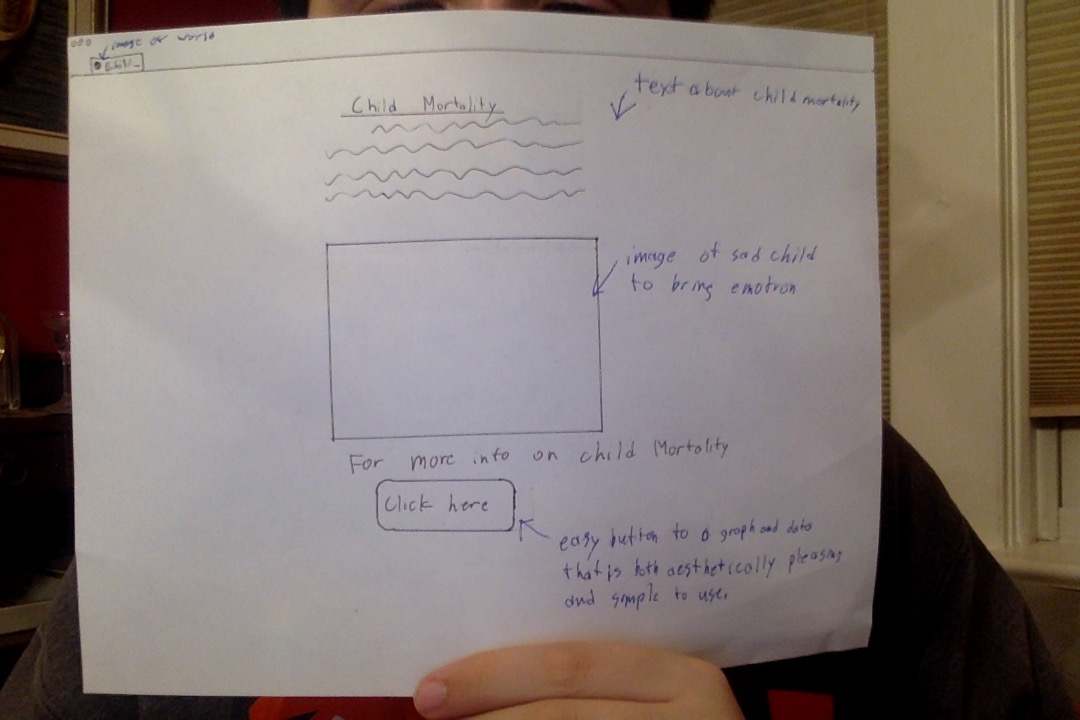 image of world
text about child mortality
Child Mortality
image of sad child
to bring emotion
For more info on child Mortality
Click here
easy button to a graph and data
that is both aesthetically pleasing
and simple to use.